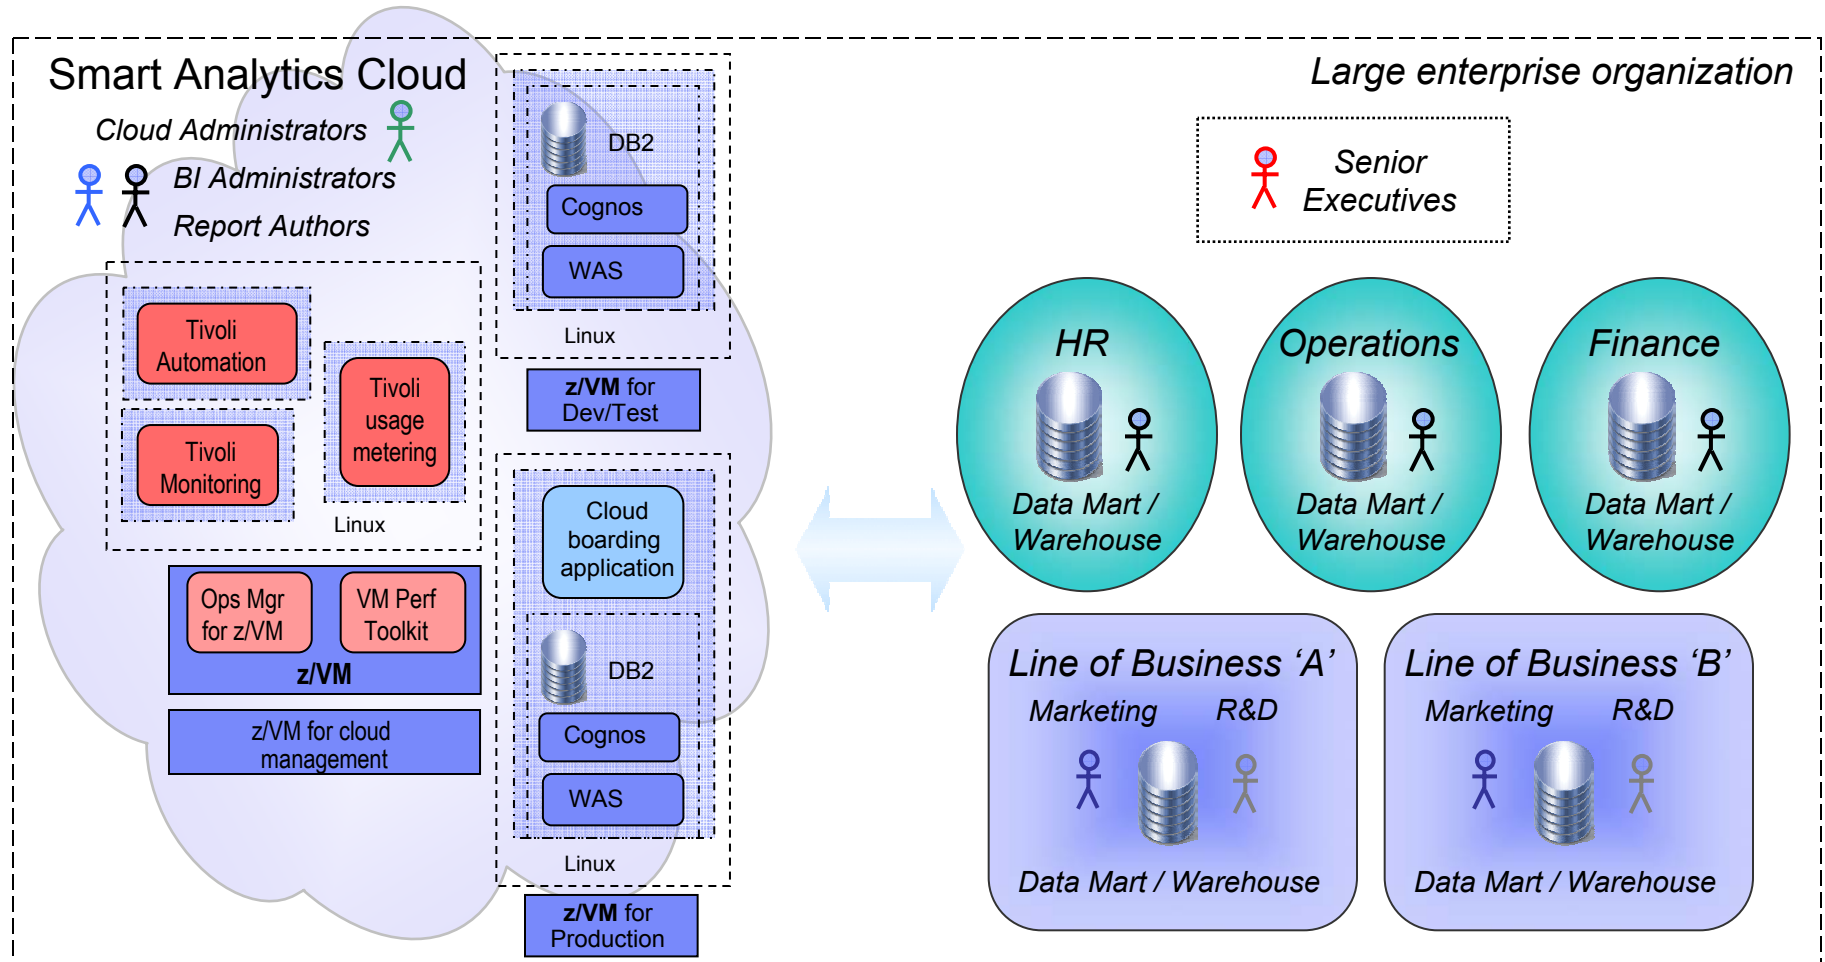 Smart Analytics Cloud
Cloud Administrators
BI Administrators
Report Authors
Tivoli
Automation
Tivoli
Monitoring
Tivoli
usage
metering
Linux
Ops Mgr
for z/VM
VM Perf
Toolkit
z/VM
z/VM for cloud
management
DB2
Cognos
WAS
Linux
z/VM for
Dev/Test
Cloud
boarding
application
DB2
Cognos
WAS
Linux
z/VM for
Production
Large enterprise organization
Senior
Executives
HR
Data Mart /
Warehouse
Operations
Data Mart /
Warehouse
Finance
Data Mart /
Warehouse
Line of Business ‘A’
Marketing R&D
Data Mart / Warehouse
Line of Business ‘B’
Marketing R&D
Data Mart / Warehouse